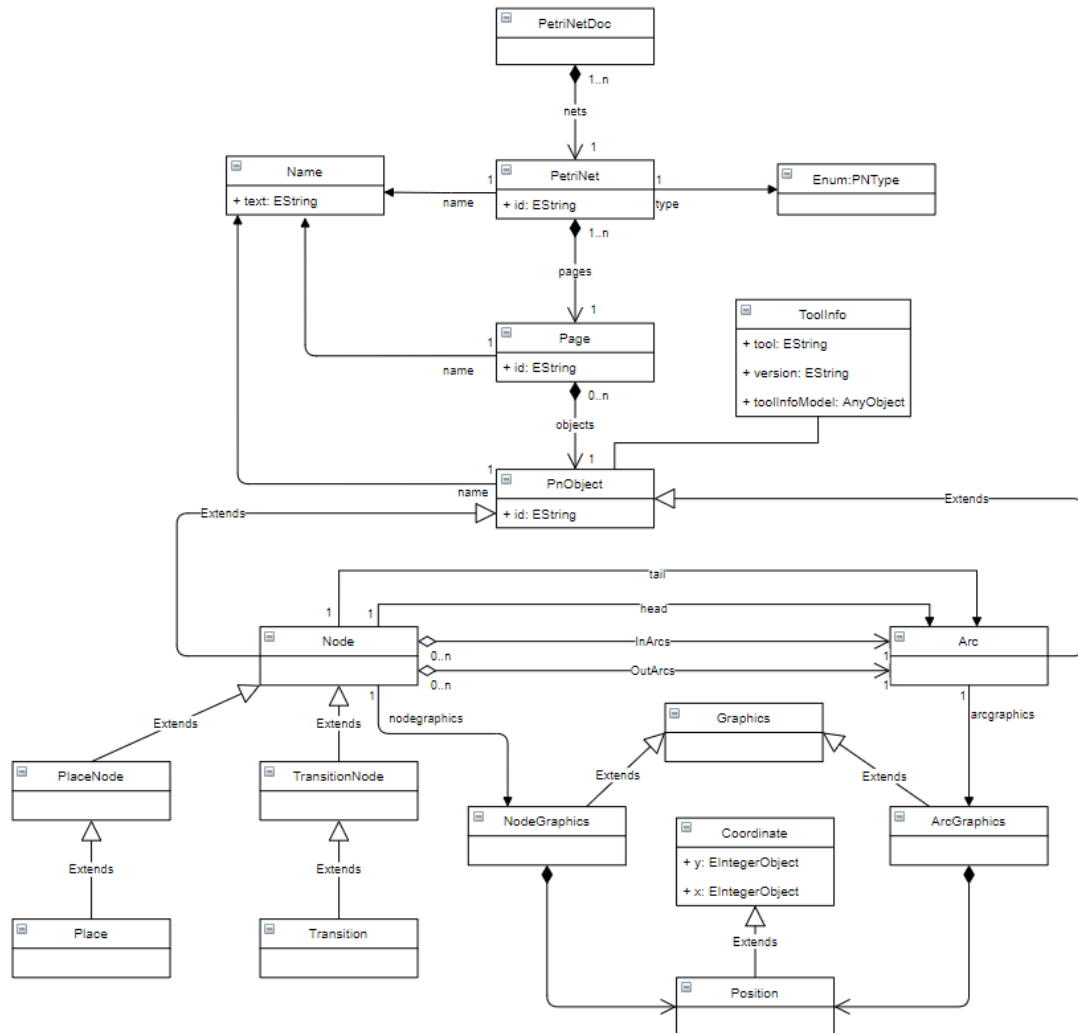 PetriNetDoc
1..n
nets
1
Name
+ text: EString
1
name
PetriNet
+ id: EString
1
type
Enum:PNType
1..n
pages
1
1
name
Page
+ id: EString
ToolInfo
+ tool: EString
+ version: EString
+ toolInfoModel: AnyObject
0..n
objects
1
1
name
PnObject
+ id: EString
Extends
Extends
tail
1
1
head
Node
InArcs
0..n
1
OutArcs
0..n
1
Arc
1
nodegraphics
1
arcgraphics
Graphics
Extends
Extends
Extends
Extends
PlaceNode
TransitionNode
NodeGraphics
Coordinate
+ y: EIntegerObject
+ x: EIntegerObject
ArcGraphics
Extends
Extends
Extends
Place
Transition
Position